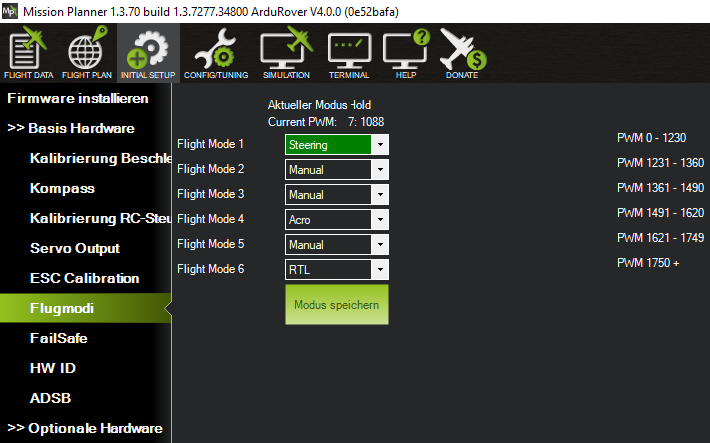 Mp Mission Planner 1.3.70 build 1.3.7277.34800 ArduRover V4.0.0 (0e52bafa)
FLIGHT DATA FLIGHT PLAN INITIAL SETUP CONFIG/TUNING SIMULATION TERMINAL HELP DONATE
Firmware installieren
>> Basis Hardware
Kalibrierung Beschle
Kompass
Kalibrierung RC-Steu
Servo Output
ESC Calibration
Flugmodi
FailSafe
HW ID
ADSB
>> Optionale Hardware
Aktueller Modus Hold
Current PWM: 7: 1088
Flight Mode 1 Steering PWM 0 - 1230
Flight Mode 2 Manual PWM 1231 - 1360
Flight Mode 3 Manual PWM 1361 - 1490
Flight Mode 4 Acro PWM 1491 - 1620
Flight Mode 5 Manual PWM 1621 - 1749
Flight Mode 6 RTL PWM 1750 +
Modus speichern